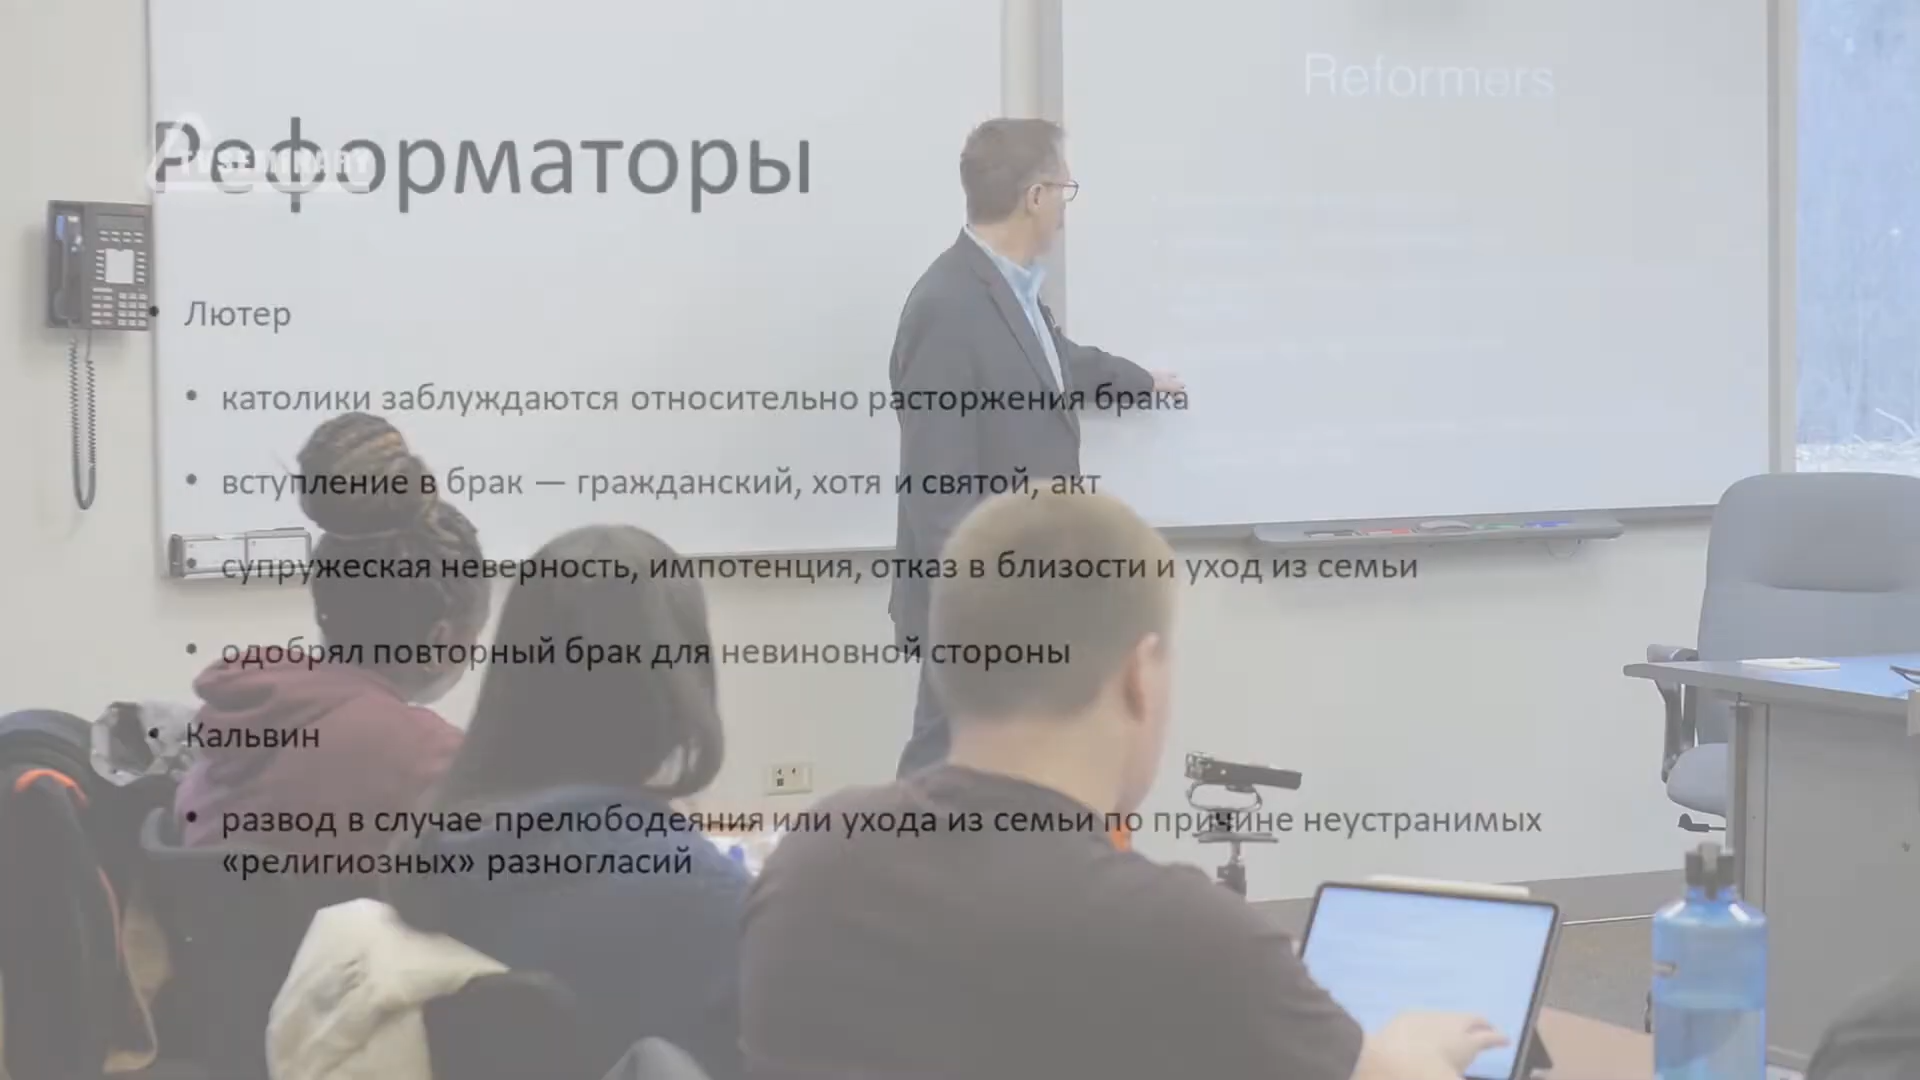 Reformers
TVSEMINARY
Реформаторы
• Лютер
• католики заблуждаются относительно расторжения брака
• вступление в брак — гражданский, хотя и святой, акт
• супружеская неверность, импотенция, отказ в близости и уход из семьи
• одобрял повторный брак для невиновной стороны
• Кальвин
• развод в случае прелюбодеяния или ухода из семьи по причине неустранимых
«религиозных» разногласий